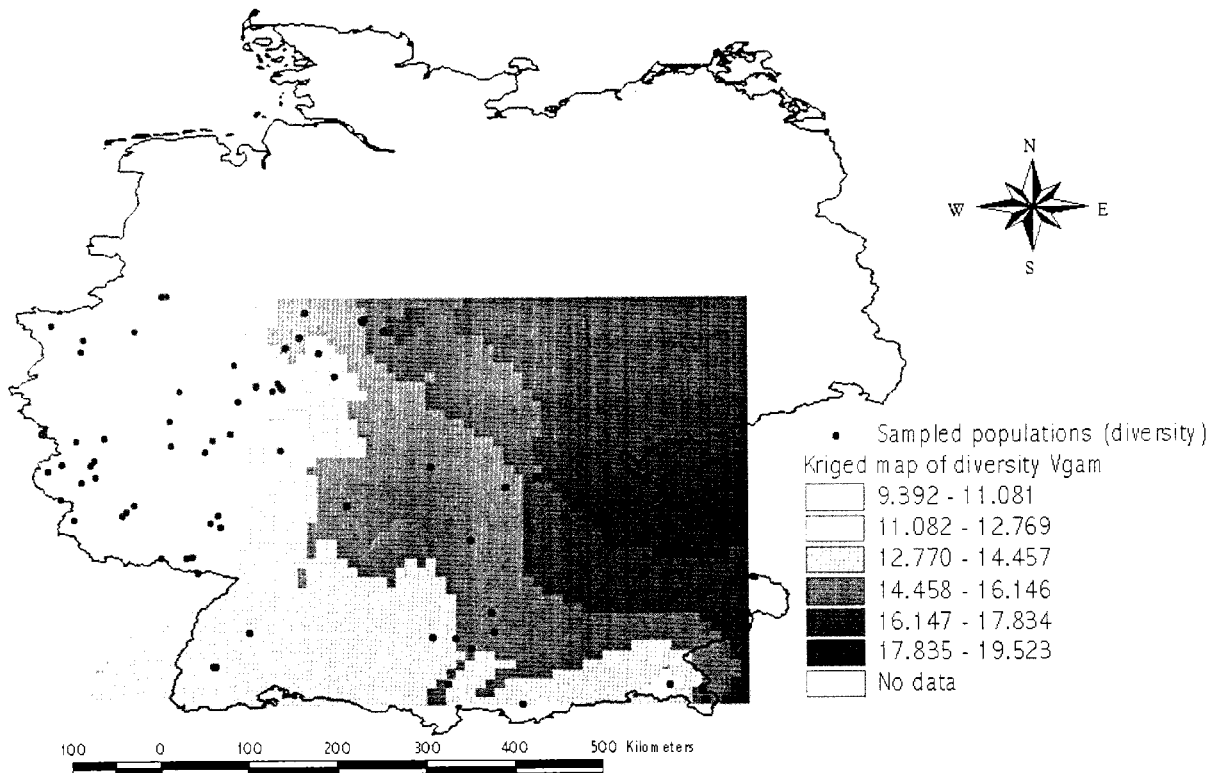 N
W
E
S
Sampled populations (diversity)
Kriged map of diversity Vgam
9.392 - 11.081
11.082 - 12.769
12.770 - 14.457
14.458 - 16.146
16.147 - 17.834
17.835 - 19.523
No data
100 0 100 200 300 400 500 Kilometers